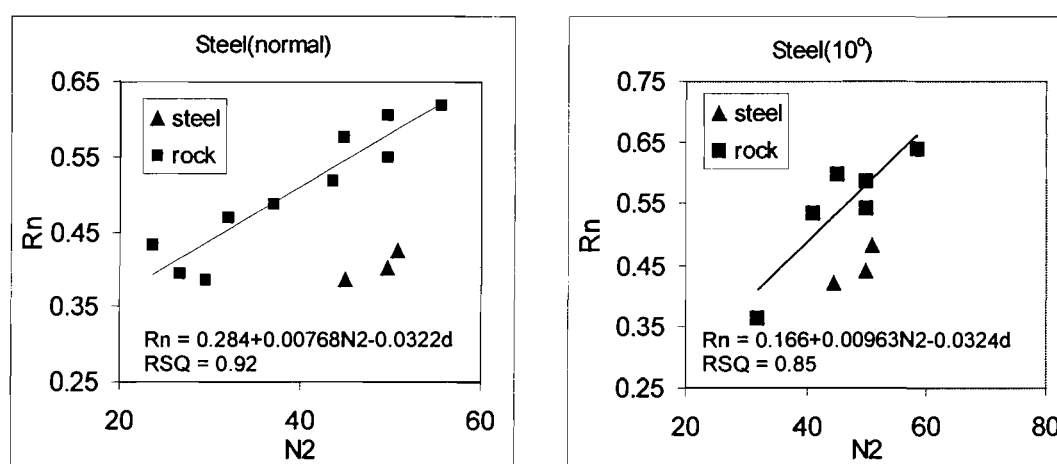 Steel(normal)
0.65
0.55
0.45
0.35
0.25
Rn
▲ steel
■ rock
Rn = 0.284+0.00768N2-0.0322d
RSQ = 0.92
20 40 60
N2
Steel(10°)
0.75
0.65
0.55
0.45
0.35
0.25
Rn
▲ steel
■ rock
Rn = 0.166+0.00963N2-0.0324d
RSQ = 0.85
20 40 60 80
N2